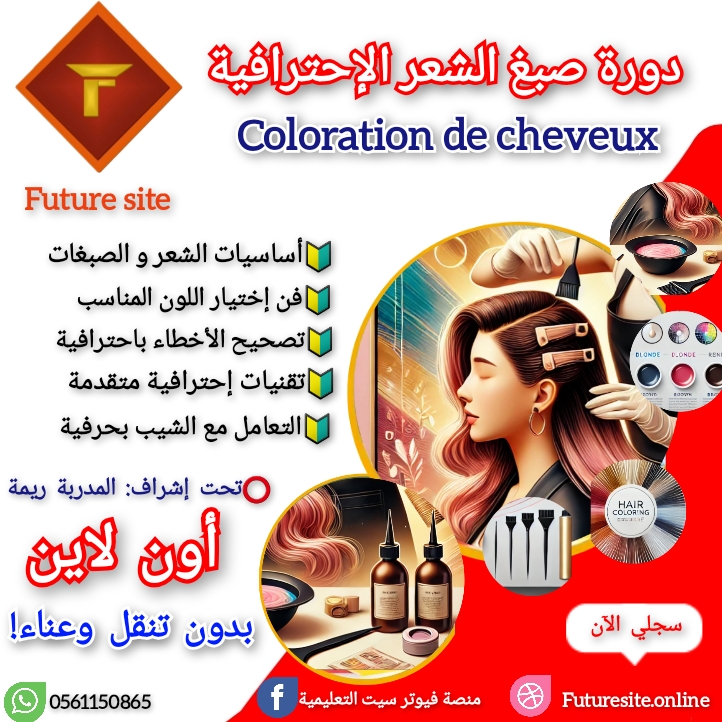 دورة صبغ الشعر الإحترافية
Coloration de cheveux
Future site
أساسيات الشعر و الصبغات
فن إختيار اللون المناسب
تصحيح الأخطاء باحترافية
تقنيات إحترافية متقدمة
التعامل مع الشيب بحرفية
BLONDE
BLONDE
HAIR
COLORING
تحت إشراف: المدربة ريمة
أون لاين
بدون تنقل وعناء!
سجلي الآن
0561150865
منصة فيوتر سيت التعليمية
Futuresite.online